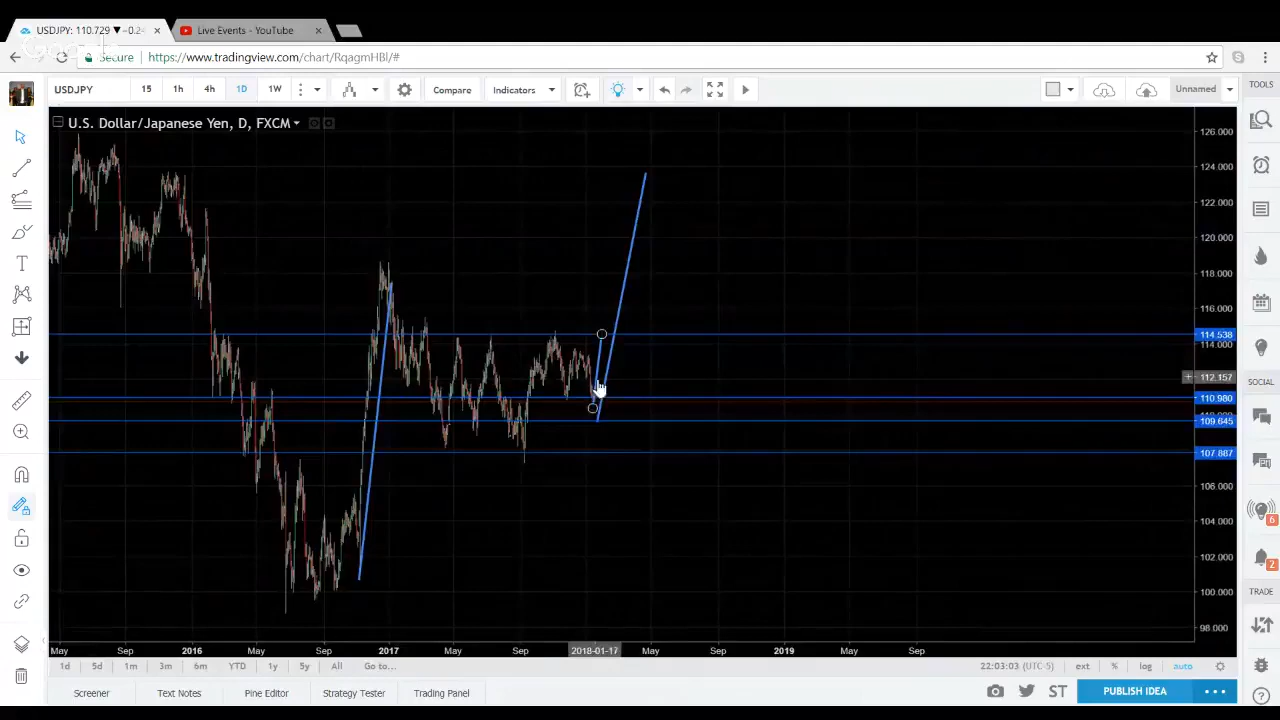 USDJPY: 110.729 ▼ −0.2
Live Events - YouTube
Secure
https://www.tradingview.com/chart/RqagmHBl/#
USDJPY 15 1h 4h 1D 1W Compare Indicators Unnamed TOOLS
U.S. Dollar/Japanese Yen, D, FXCM
126.000
124.000
122.000
120.000
118.000
116.000
114.538
114.000
112.157
110.980
109.645
107.887
106.000
104.000
102.000
100.000
98.000
SOCIAL
6
2
TRADE
May Sep 2016 May Sep 2017 May Sep 2018-01-17 May Sep 2019 May Sep
1d 5d 1m 3m 6m YTD 1y 5y All Go to... 22:03:03 (UTC-5) ext % log auto
Screener Text Notes Pine Editor Strategy Tester Trading Panel ST PUBLISH IDEA